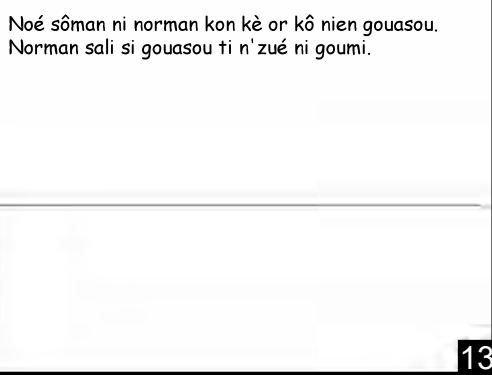 Noé sôman ni norman kon kè or kô nien gouasou.
Norman sali si gouasou ti n'zué ni goumi.
13